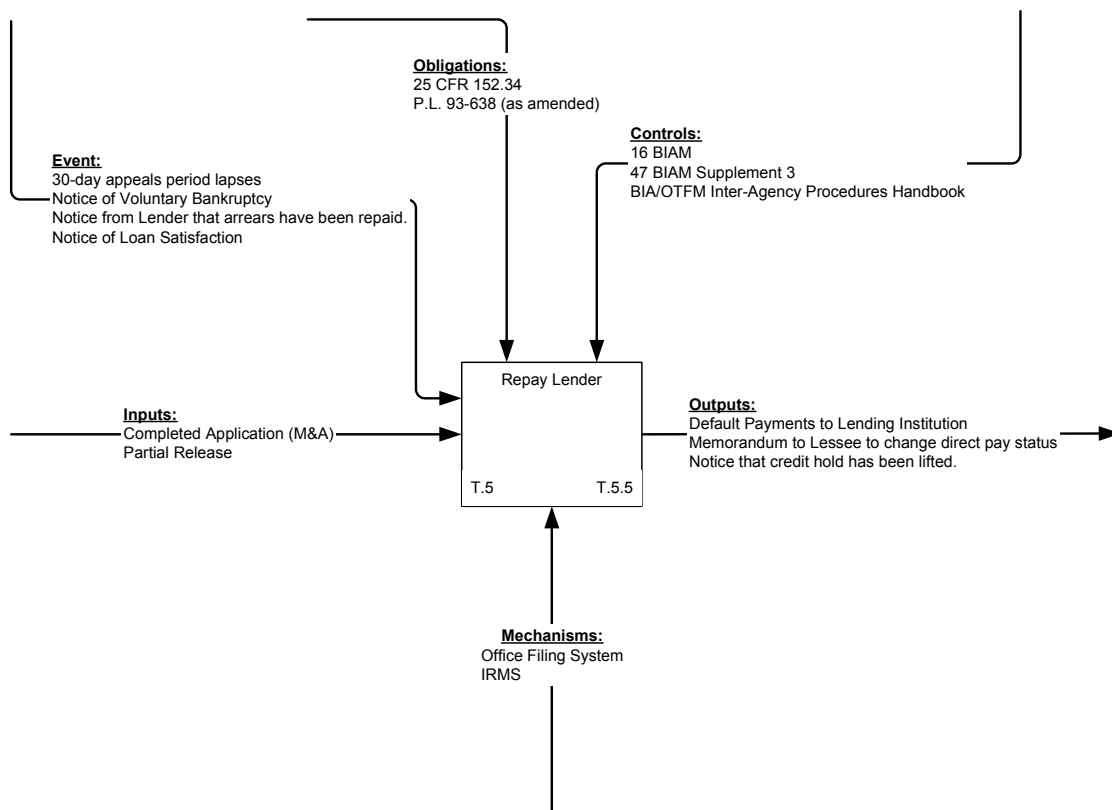 Obligations:
25 CFR 152.34
P.L. 93-638 (as amended)
Controls:
16 BIAM
47 BIAM Supplement 3
BIA/OTFM Inter-Agency Procedures Handbook
Event:
30-day appeals period lapses
Notice of Voluntary Bankruptcy
Notice from Lender that arrears have been repaid.
Notice of Loan Satisfaction
Repay Lender
T.5 T.5.5
Inputs:
Completed Application (M&A)
Partial Release
Outputs:
Default Payments to Lending Institution
Memorandum to Lessee to change direct pay status
Notice that credit hold has been lifted.
Mechanisms:
Office Filing System
IRMS